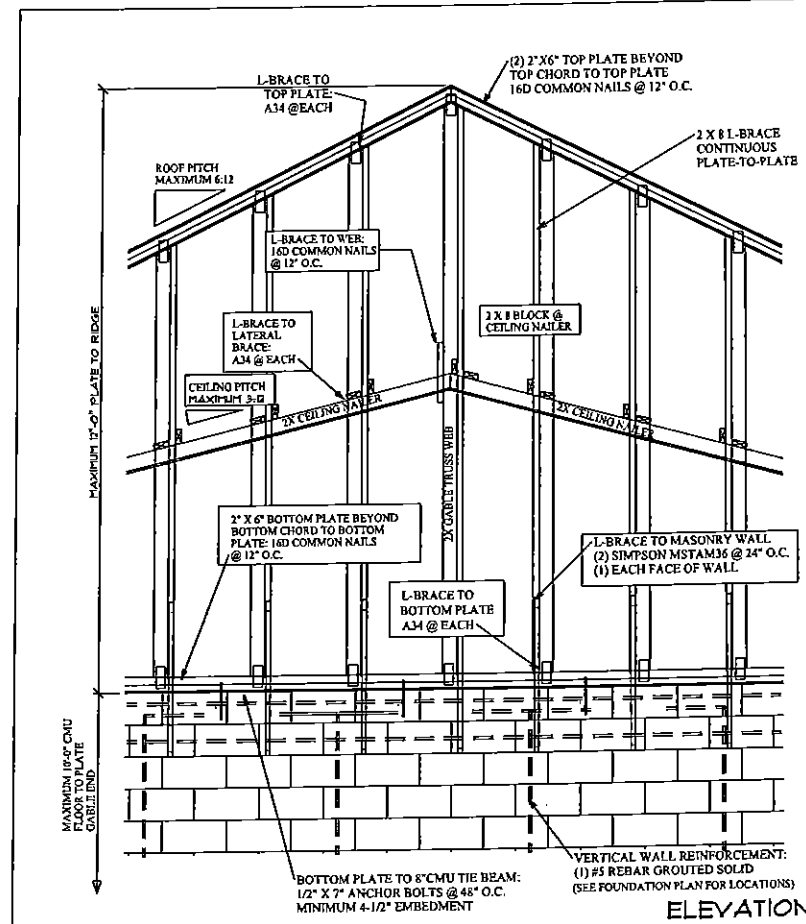 (2) 2"X6" TOP PLATE BEYOND
TOP CHORD TO TOP PLATE
16D COMMON NAILS @ 12" O.C.
L-BRACE TO
TOP PLATE:
A34 @EACH
2 X 8 L-BRACE
CONTINUOUS
PLATE-TO-PLATE
ROOF PITCH
MAXIMUM 6:12
L-BRACE TO WEB:
16D COMMON NAILS
@ 12" O.C.
2 X 8 BLOCK @
CEILING NAILER
L-BRACE TO
LATERAL
BRACE:
A34 @ EACH
CEILING PITCH
MAXIMUM 3:12
2X CEILING NAILER
2X CEILING NAILER
MAXIMUM 12'-0" PLATE TO RIDGE
2X GABLE TRUSS WEB
2" X 6" BOTTOM PLATE BEYOND
BOTTOM CHORD TO BOTTOM
PLATE: 16D COMMON NAILS
@ 12" O.C.
L-BRACE TO MASONRY WALL
(2) SIMPSON MSTAM36 @ 24" O.C.
(1) EACH FACE OF WALL
L-BRACE TO
BOTTOM PLATE
A34 @ EACH
MAXIMUM CMU
FLOOR TO PLATE
GABLE END
BOTTOM PLATE TO 8"CMU TIE BEAM:
1/2" X 7" ANCHOR BOLTS @ 48" O.C.
MINIMUM 4-1/2" EMBEDMENT
VERTICAL WALL REINFORCEMENT:
(1) #5 REBAR GROUTED SOLID
(SEE FOUNDATION PLAN FOR LOCATIONS)
ELEVATION